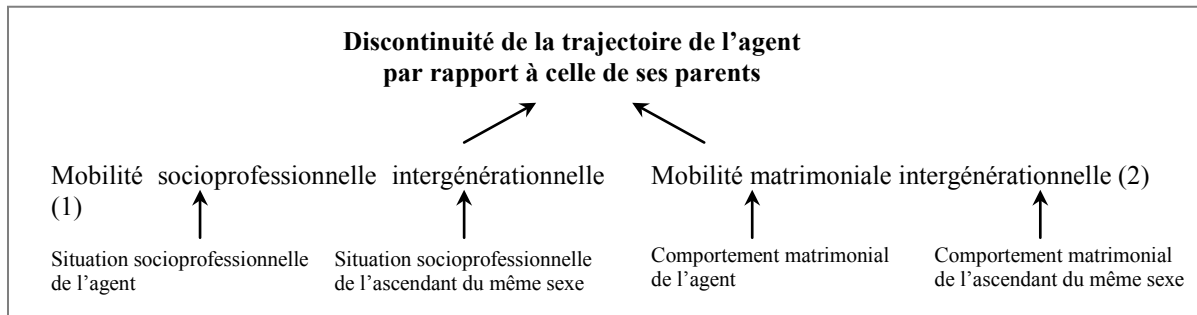 Discontinuité de la trajectoire de l’agent
par rapport à celle de ses parents
Mobilité socioprofessionnelle intergénérationnelle
(1)
Mobilité matrimoniale intergénérationnelle (2)
Situation socioprofessionnelle
de l’agent
Situation socioprofessionnelle
de l’ascendant du même sexe
Comportement matrimonial
de l’agent
Comportement matrimonial
de l’ascendant du même sexe